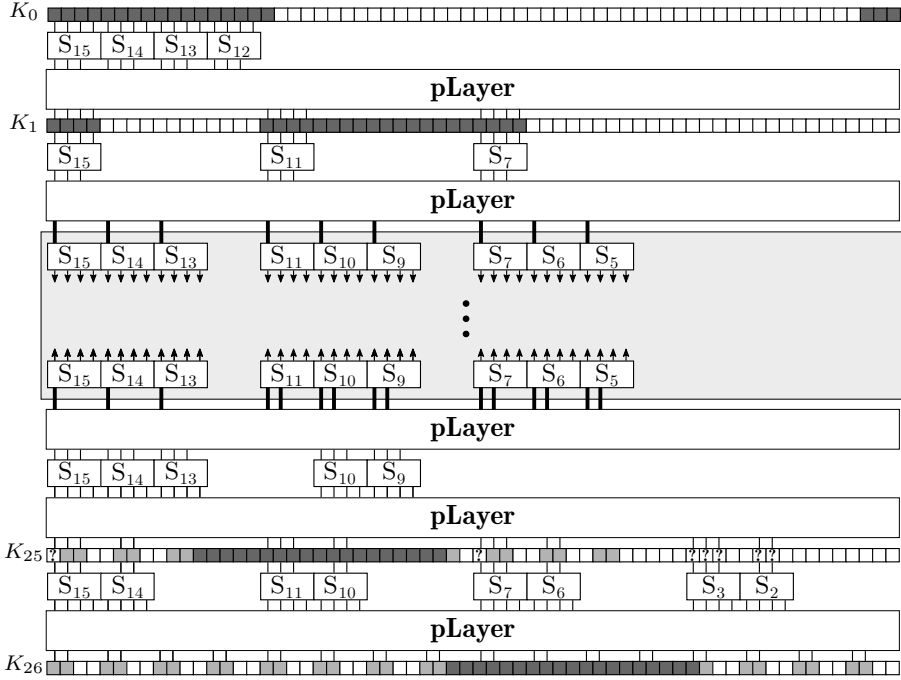 K₀
S₁₅ S₁₄ S₁₃ S₁₂
pLayer
K₁
S₁₅ S₁₁ S₇
pLayer
S₁₅ S₁₄ S₁₃ S₁₁ S₁₀ S₉ S₇ S₆ S₅
S₁₅ S₁₄ S₁₃ S₁₁ S₁₀ S₉ S₇ S₆ S₅
pLayer
S₁₅ S₁₄ S₁₃ S₁₀ S₉
pLayer
K₂₅ ? ? ? ? ? ? ?
S₁₅ S₁₄ S₁₁ S₁₀ S₇ S₆ S₃ S₂
pLayer
K₂₆